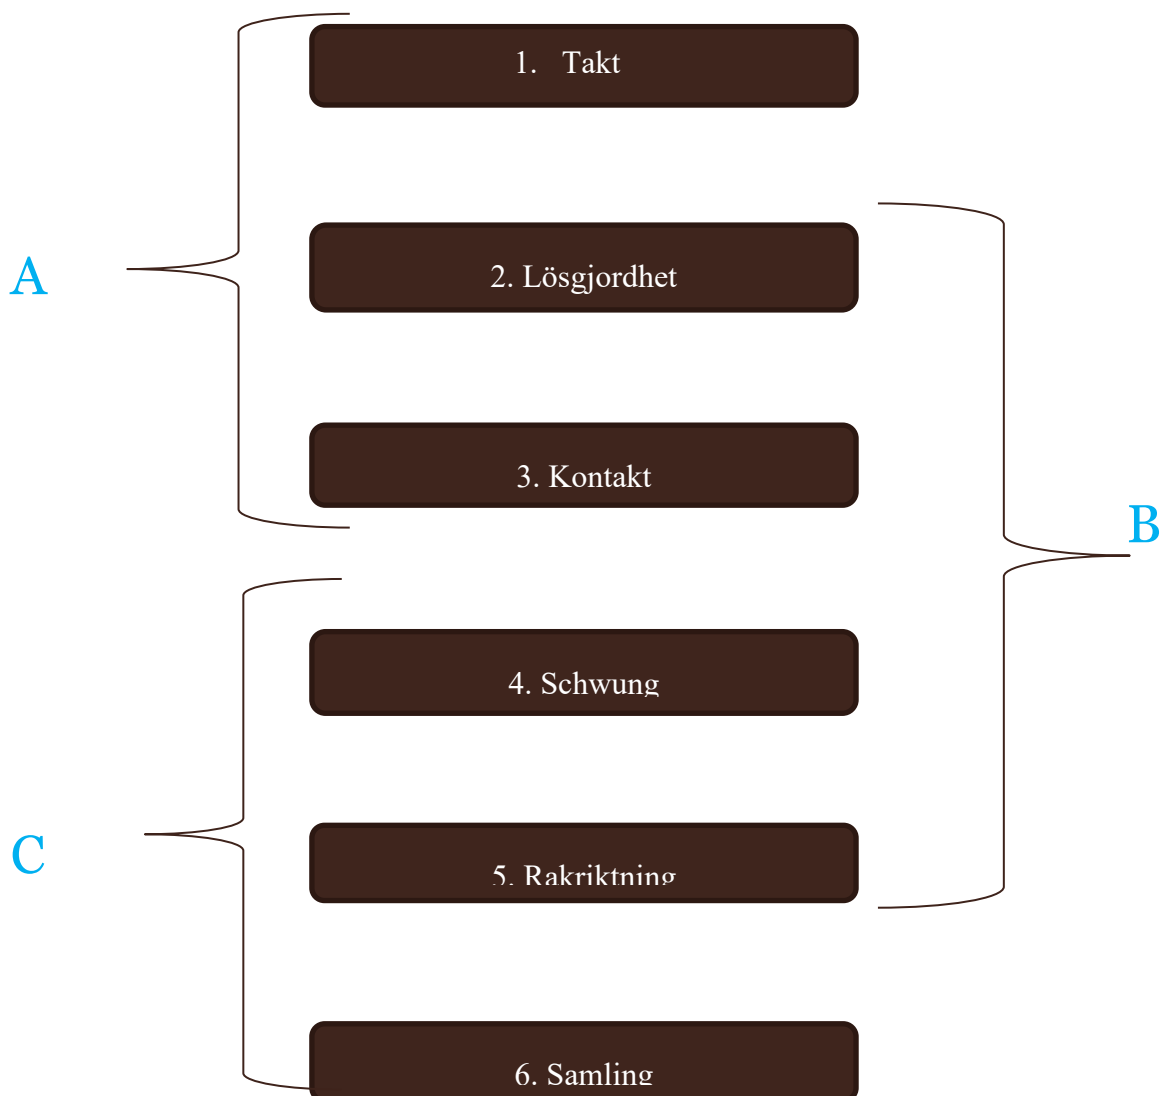 1. Takt
2. Lösgjordhet
A
3. Kontakt
B
4. Schwung
C
5. Rakriktning
6. Samling